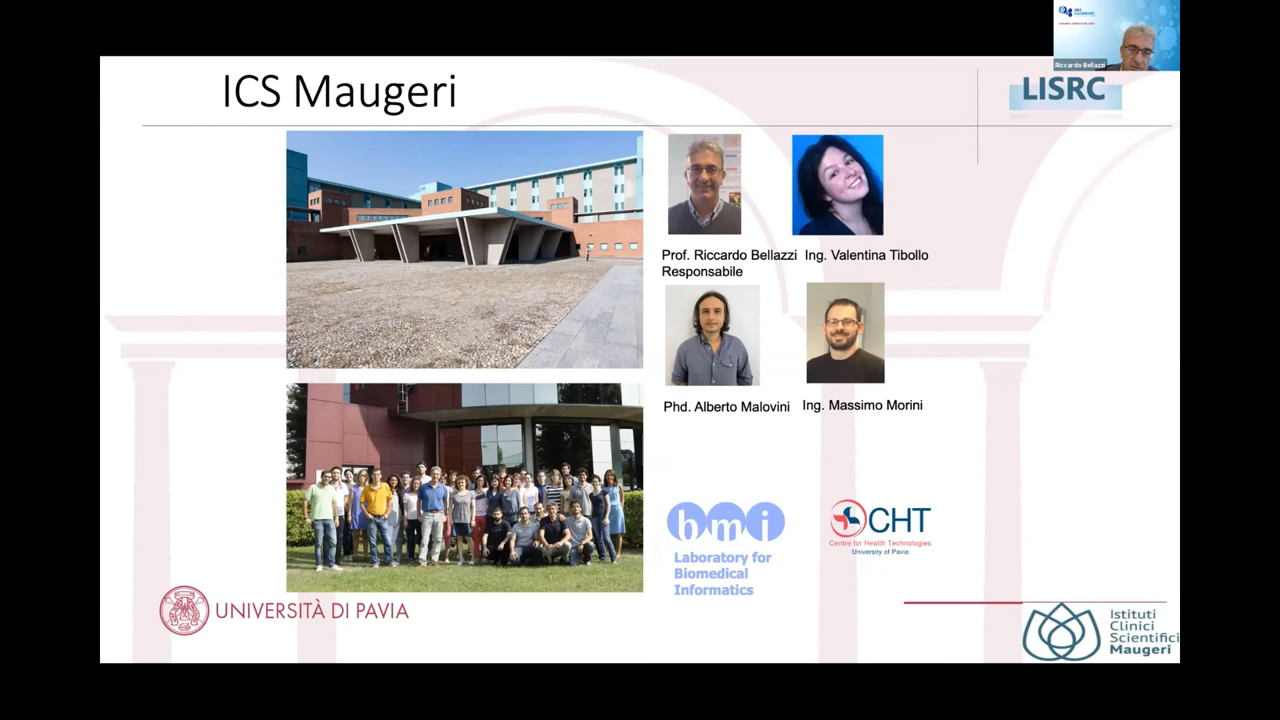 Riccardo Bellazzi
ICS Maugeri
LISRC
Prof. Riccardo Bellazzi
Responsabile
Ing. Valentina Tibollo
Phd. Alberto Malovini
Ing. Massimo Morini
bmi
Laboratory for
Biomedical
Informatics
CHT
Centre for Health Technologies
University of Pavia
UNIVERSITÀ DI PAVIA
Istituti
Clinici
Scientifici
Maugeri